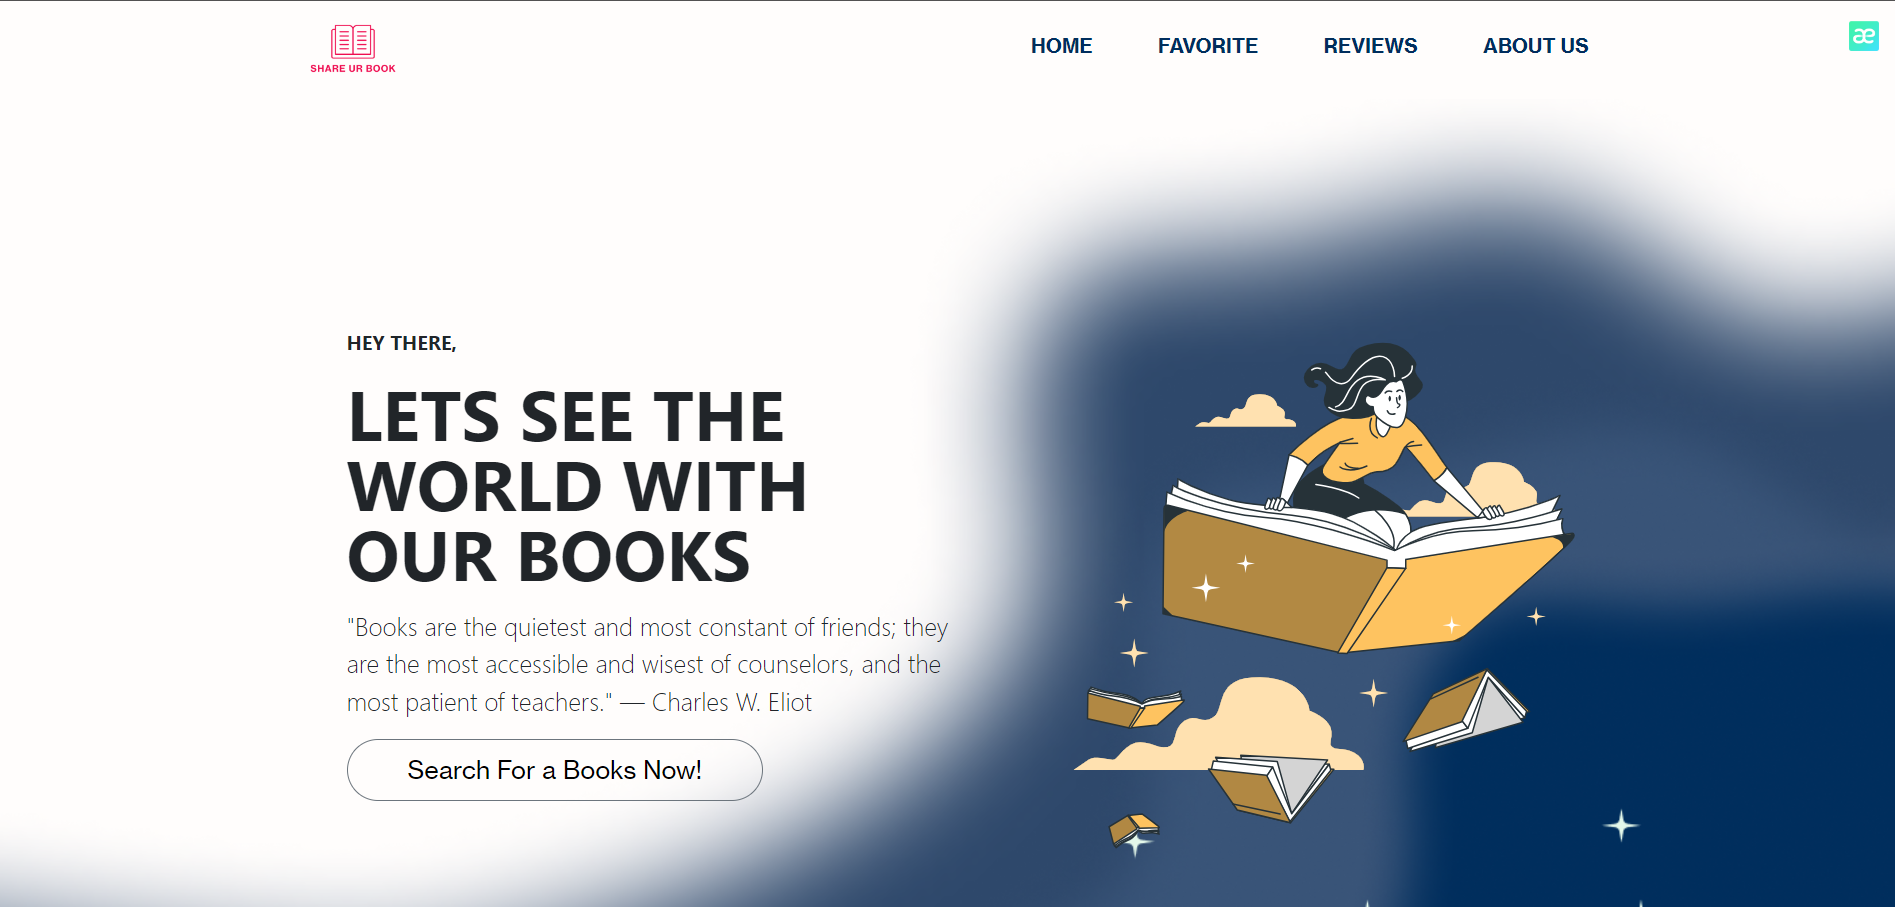 SHARE UR BOOK
HOME FAVORITE REVIEWS ABOUT US
æ
HEY THERE,
LETS SEE THE
WORLD WITH
OUR BOOKS
"Books are the quietest and most constant of friends; they
are the most accessible and wisest of counselors, and the
most patient of teachers." — Charles W. Eliot
Search For a Books Now!